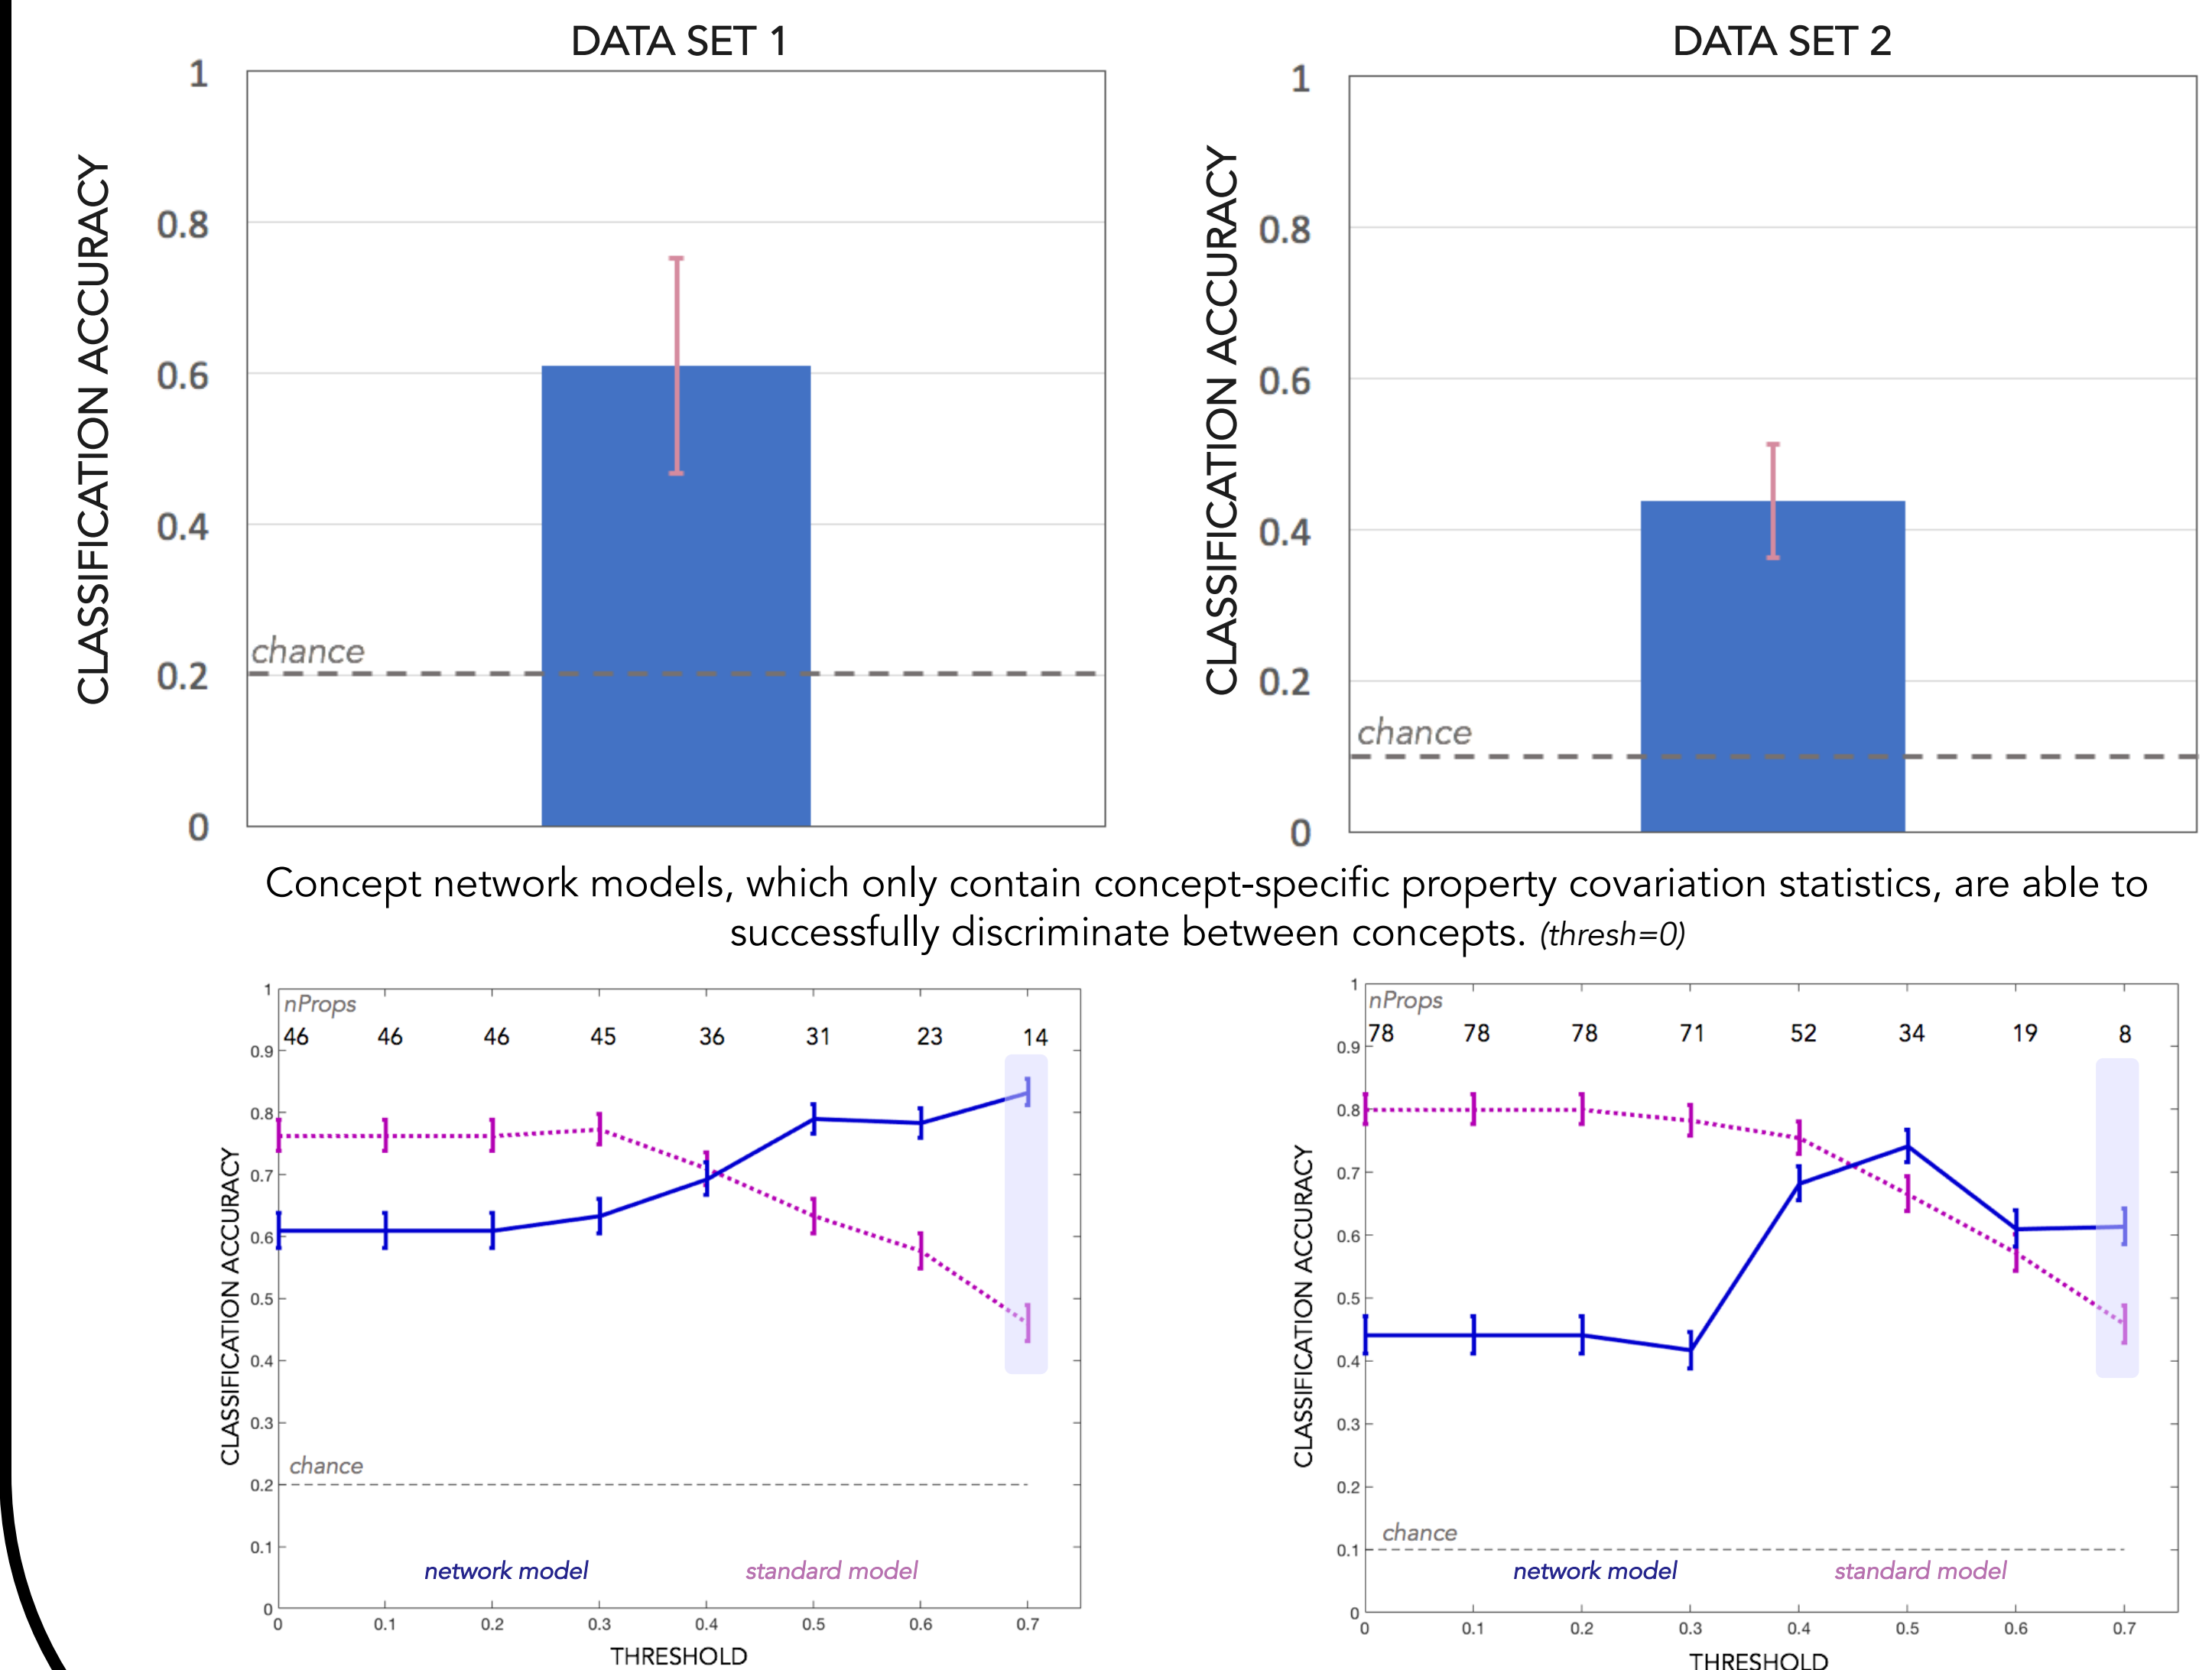 DATA SET 1
CLASSIFICATION ACCURACY
1
0.8
0.6
0.4
0.2
0
chance
DATA SET 2
CLASSIFICATION ACCURACY
1
0.8
0.6
0.4
0.2
0
chance
Concept network models, which only contain concept-specific property covariation statistics, are able to
successfully discriminate between concepts. (thresh=0)
CLASSIFICATION ACCURACY
1
0.9
0.8
0.7
0.6
0.5
0.4
0.3
0.2
0.1
0
nProps
46 46 46 45 36 31 23 14
chance
network model standard model
0 0.1 0.2 0.3 0.4 0.5 0.6 0.7
THRESHOLD
CLASSIFICATION ACCURACY
1
0.9
0.8
0.7
0.6
0.5
0.4
0.3
0.2
0.1
0
nProps
78 78 78 71 52 34 19 8
chance
network model standard model
0 0.1 0.2 0.3 0.4 0.5 0.6 0.7
THRESHOLD